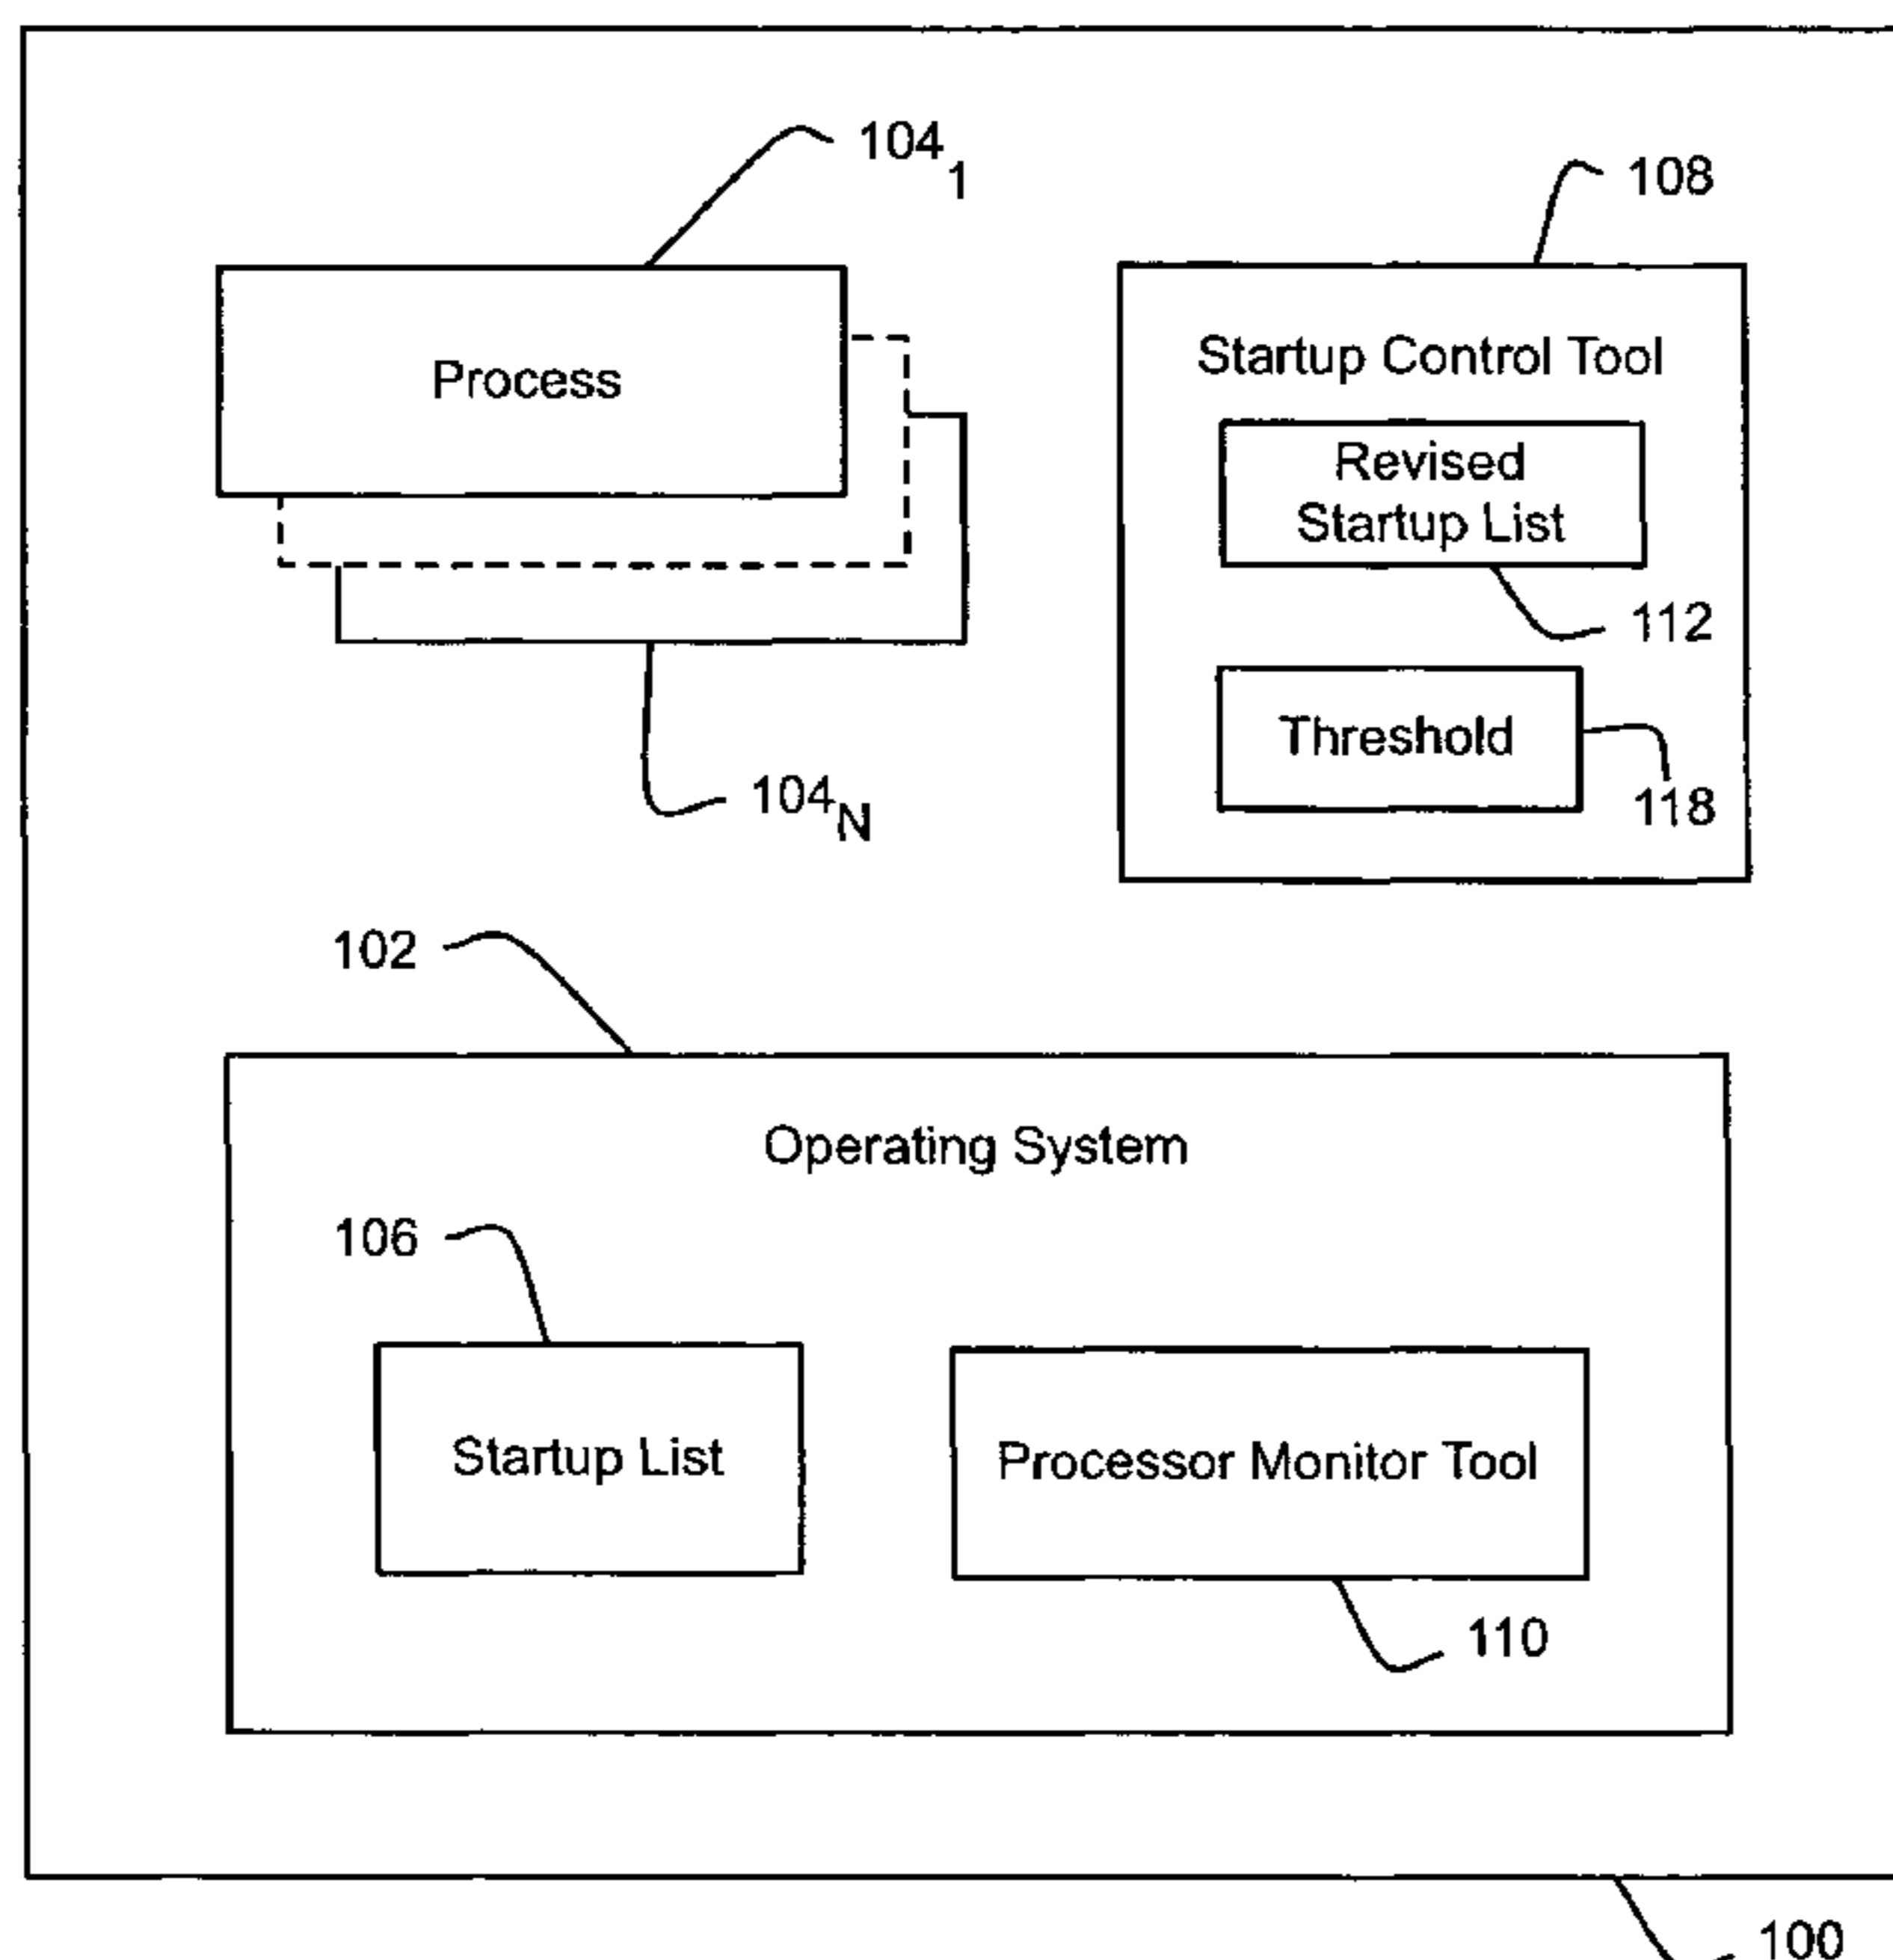 104 1
108
Process
Startup Control Tool
Revised
Startup List
112
Threshold
118
104 N
102
Operating System
106
Startup List
Processor Monitor Tool
110
100